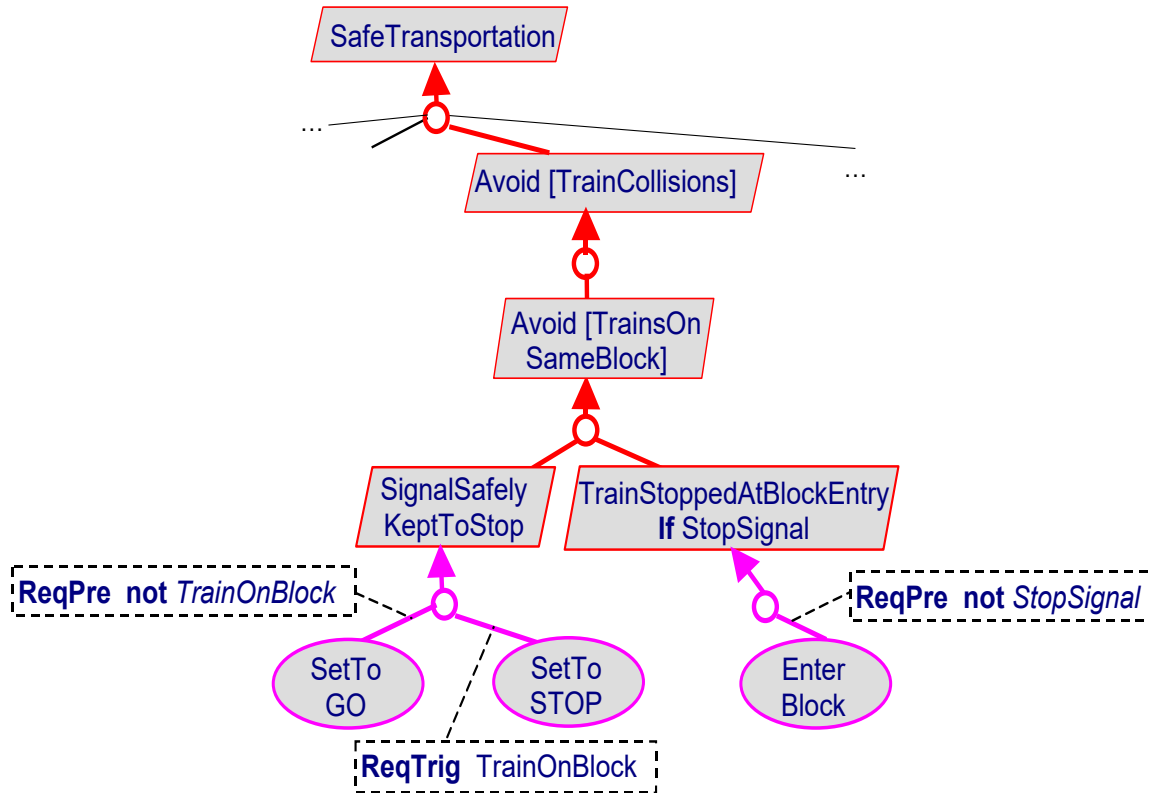 SafeTransportation
...
Avoid [TrainCollisions]
...
Avoid [TrainsOn
SameBlock]
SignalSafely
KeptToStop
TrainStoppedAtBlockEntry
If StopSignal
ReqPre not TrainOnBlock
ReqPre not StopSignal
SetTo
GO
SetTo
STOP
Enter
Block
ReqTrig TrainOnBlock